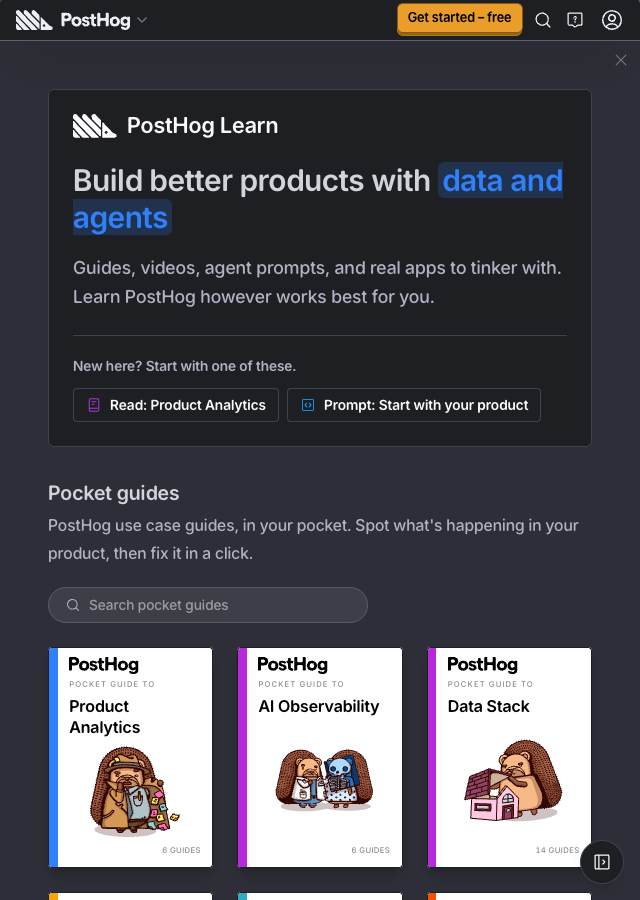 PostHog
Get started – free
PostHog Learn
Build better products with data and
agents
Guides, videos, agent prompts, and real apps to tinker with.
Learn PostHog however works best for you.
New here? Start with one of these.
Read: Product Analytics
Prompt: Start with your product
Pocket guides
PostHog use case guides, in your pocket. Spot what's happening in your
product, then fix it in a click.
Search pocket guides
PostHog
POCKET GUIDE TO
Product
Analytics
6 GUIDES
PostHog
POCKET GUIDE TO
AI Observability
6 GUIDES
PostHog
POCKET GUIDE TO
Data Stack
14 GUIDES